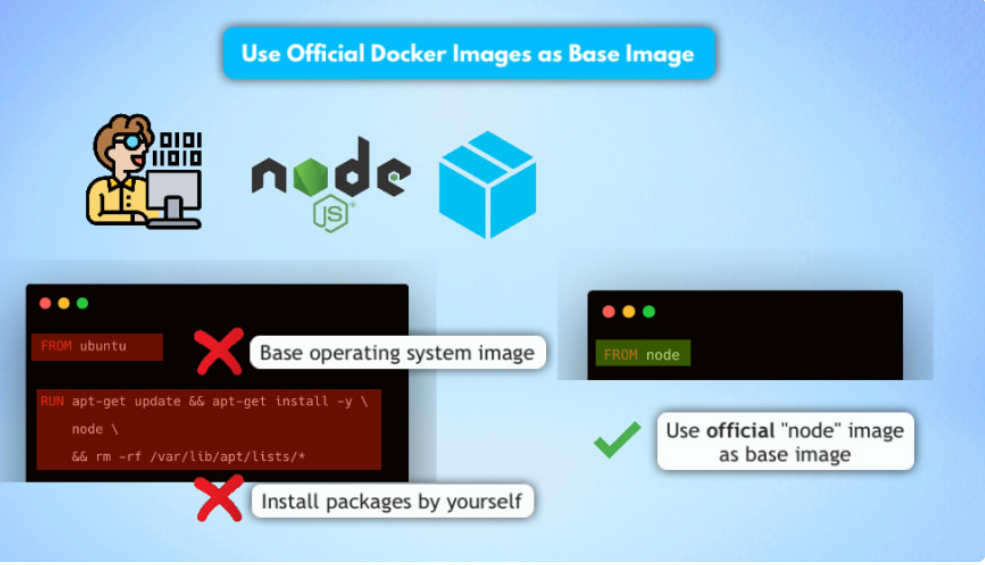 Use Official Docker Images as Base Image
0101
11010
node
JS
FROM ubuntu
Base operating system image
RUN apt-get update && apt-get install -y \
node \
&& rm -rf /var/lib/apt/lists/*
Install packages by yourself
FROM node
Use official "node" image
as base image